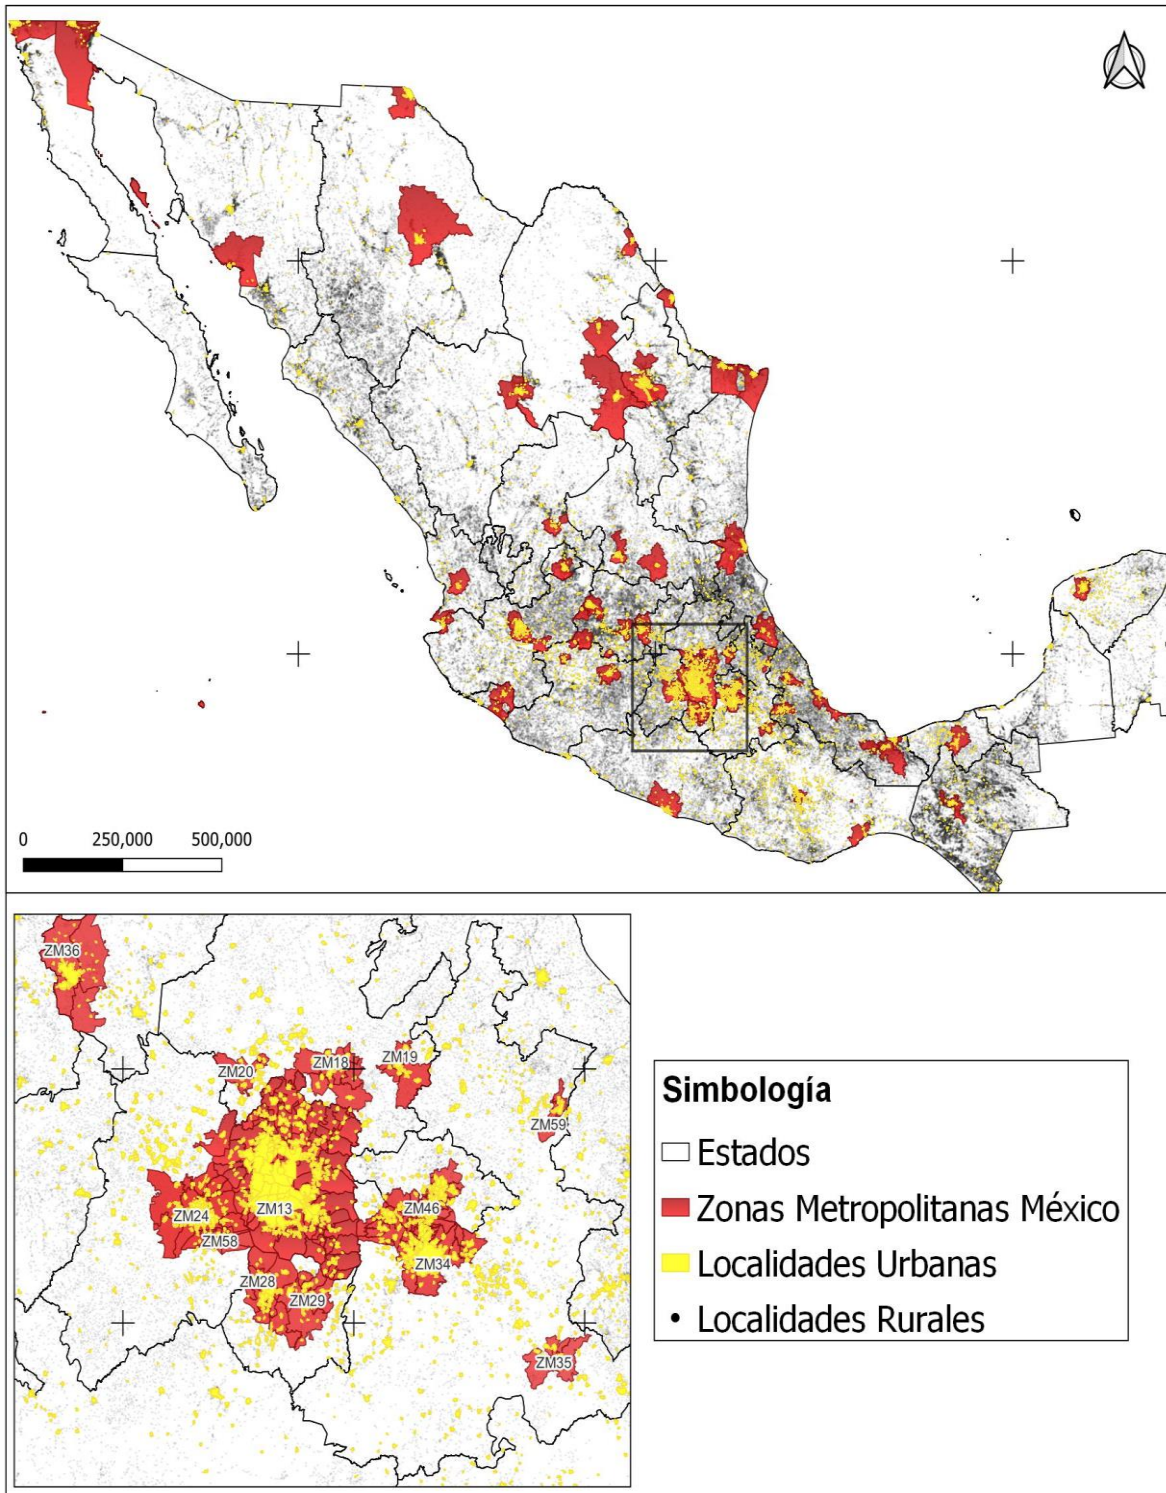 0 250,000 500,000
ZM36
ZM20
ZM18
ZM19
ZM59
ZM24
ZM13
ZM46
ZM58
ZM34
ZM28
ZM29
ZM35
Simbología
Estados
Zonas Metropolitanas México
Localidades Urbanas
Localidades Rurales